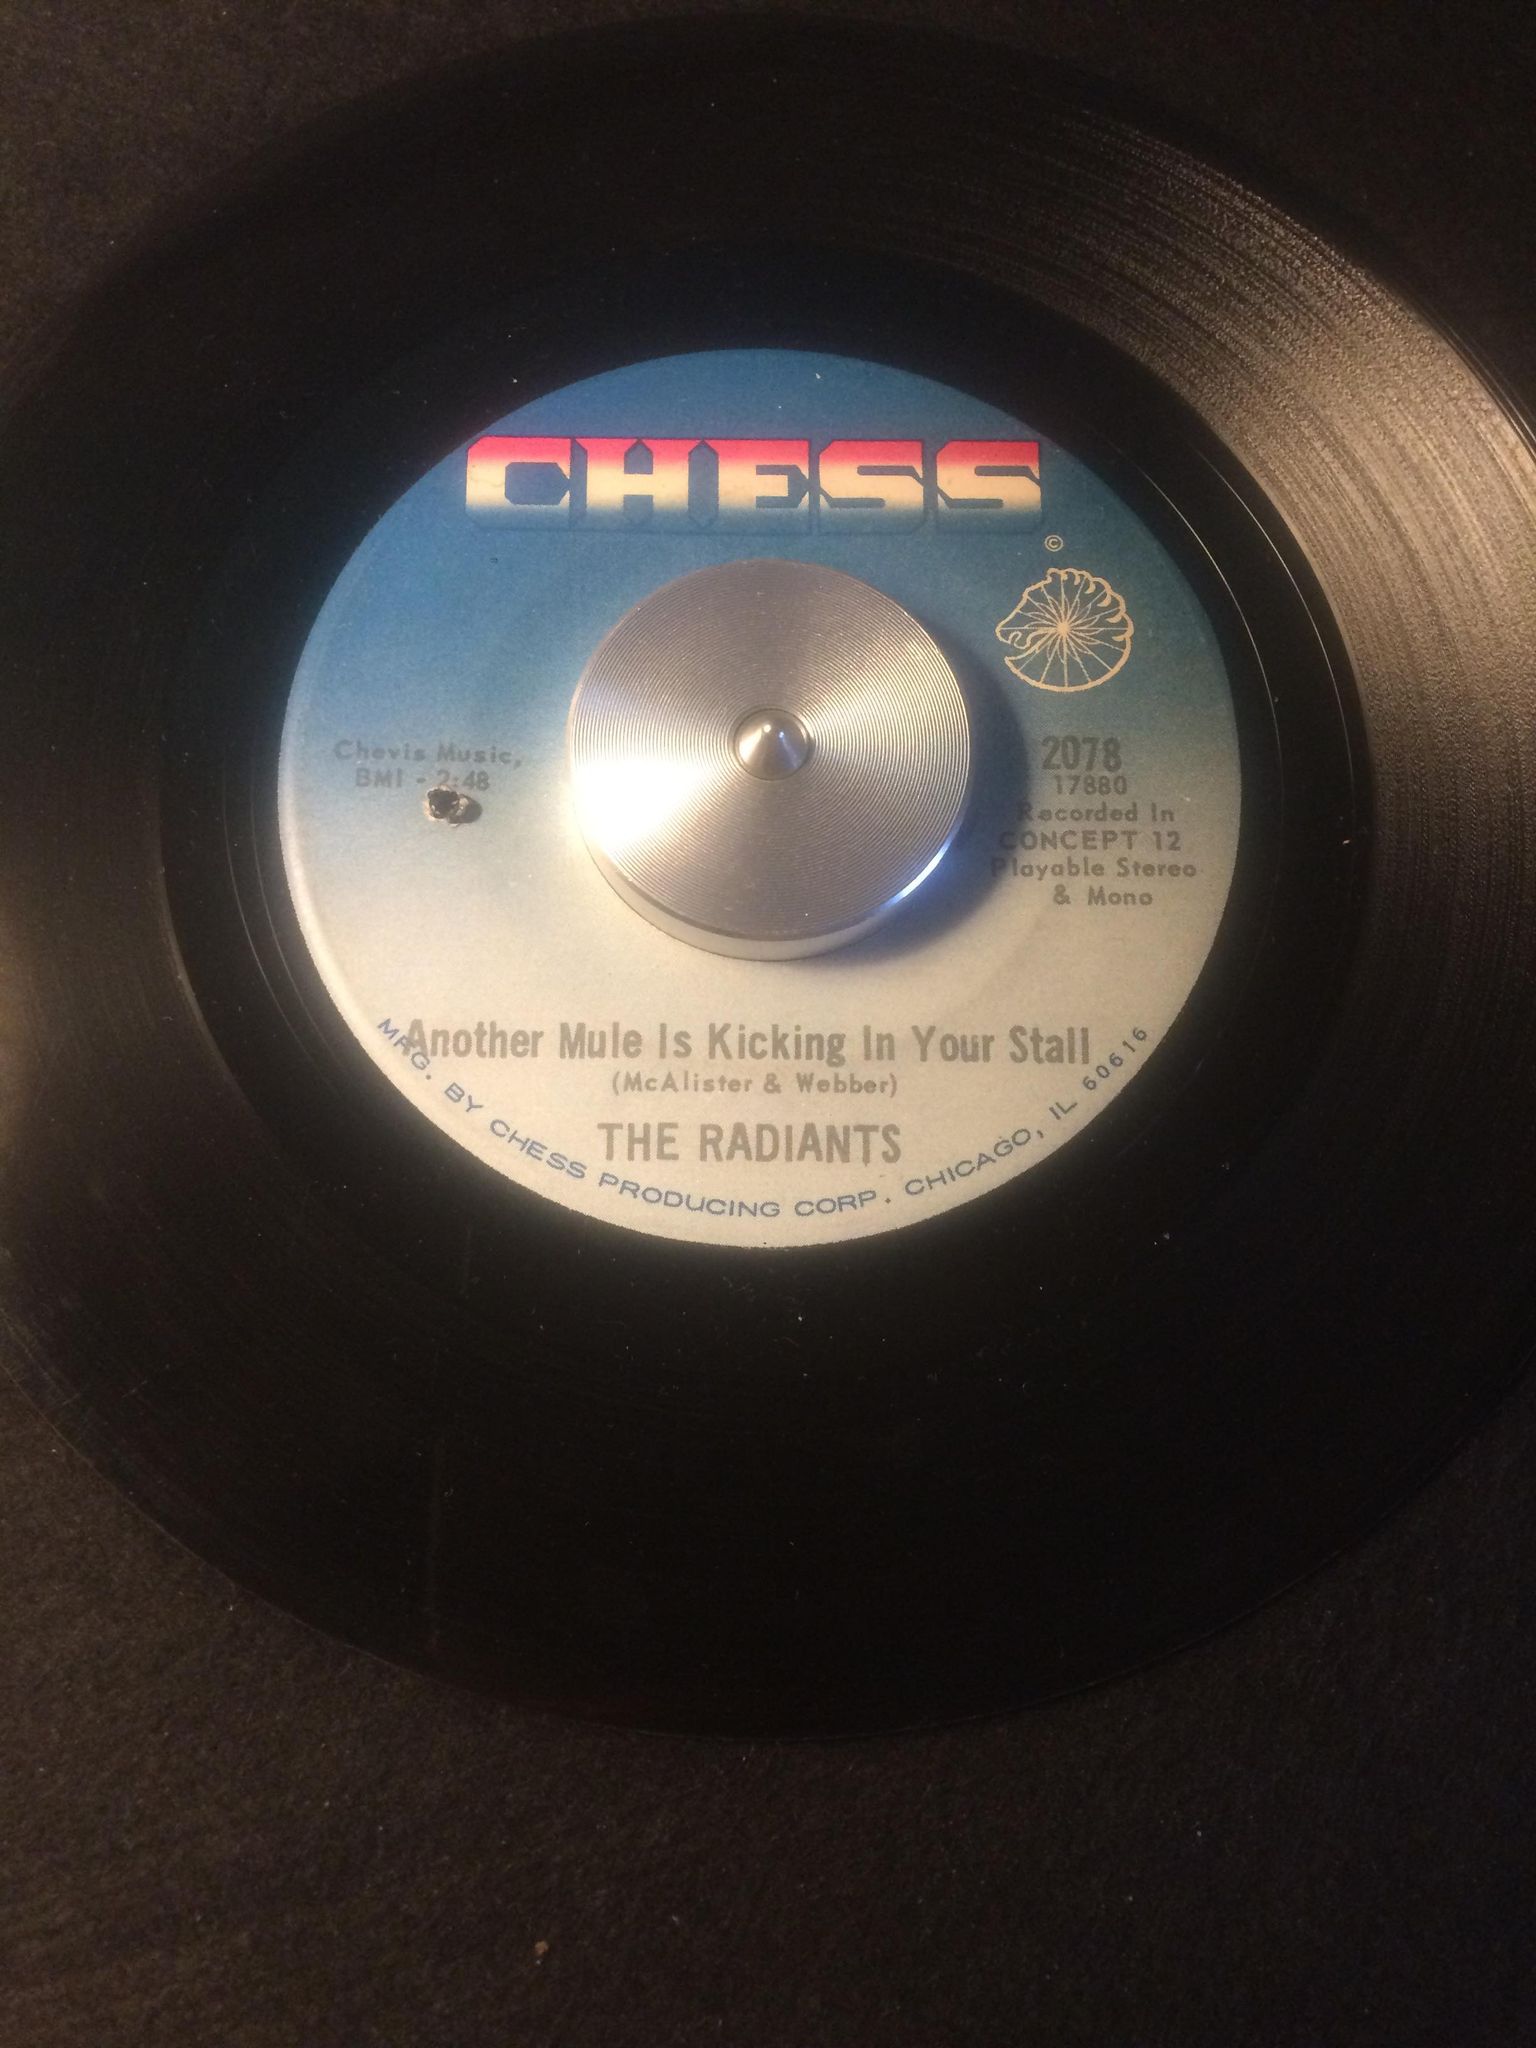 CHESS
©
Chevis Music,
BMI - 2:48
2078
17880
Recorded In
CONCEPT 12
Playable Stereo
& Mono
Another Mule Is Kicking In Your Stall
(McAlister & Webber)
THE RADIANTS
MFG. BY CHESS PRODUCING CORP. CHICAGO, IL 60616